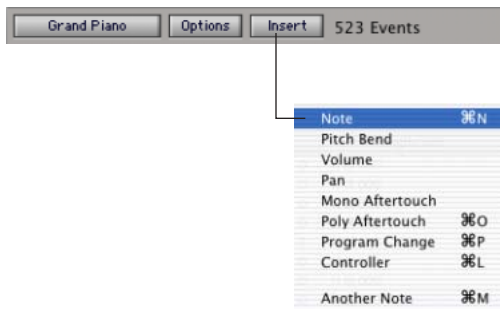 Grand Piano Options Insert 523 Events
Note ⌘N
Pitch Bend
Volume
Pan
Mono Aftertouch
Poly Aftertouch ⌘O
Program Change ⌘P
Controller ⌘L
Another Note ⌘M